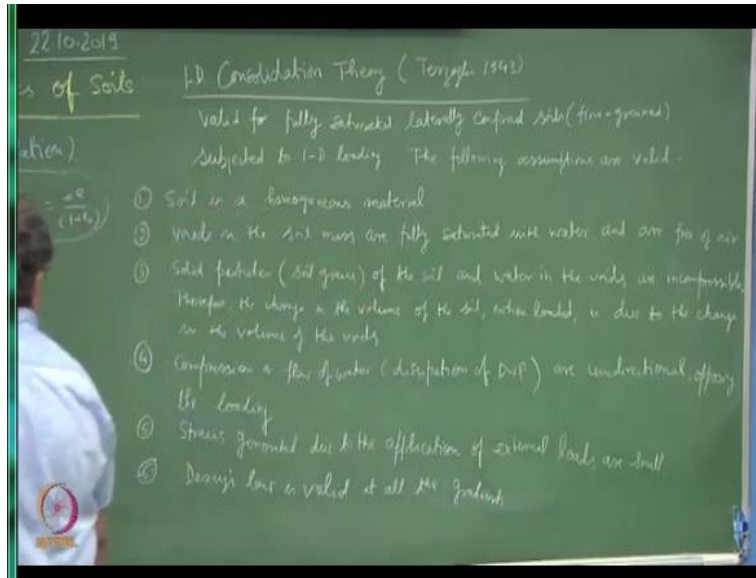 22.10.2019
s of Soils
ation)
1-D Consolidation Theory (Terzaghi 1943)
valid for fully saturated laterally confined soils (fine-grained)
subjected to 1-D loading The following assumptions are valid.
① Soil is a homogeneous material
② voids in the soil mass are fully saturated with water and are free of air
③ Solid particles (soil grains) of the soil and water in the voids are incompressible
Therefore, the change in the volume of the soil, when loaded, is due to the change
in the volume of the voids
④ Compression & flow of water (dissipation of PWP) are unidirectional, opposing
the loading
⑤ Strains generated due to the application of external loads are small
⑥ Darcy's law is valid at all the gradients
NPTEL